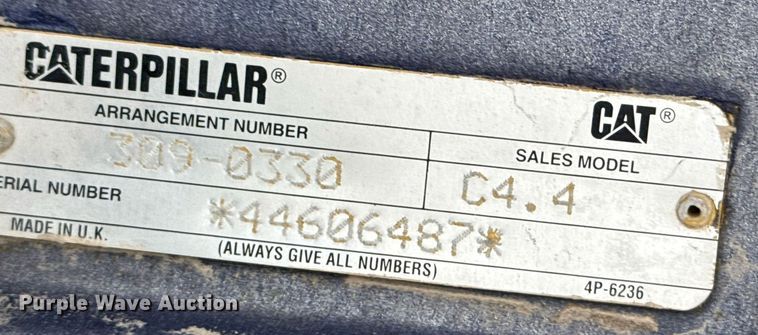 CATERPILLAR®
CAT®
ARRANGEMENT NUMBER
SALES MODEL
309-0330
C4.4
ERIAL NUMBER
*44606487*
MADE IN U.K.
(ALWAYS GIVE ALL NUMBERS)
4P-6236
Purple Wave Auction